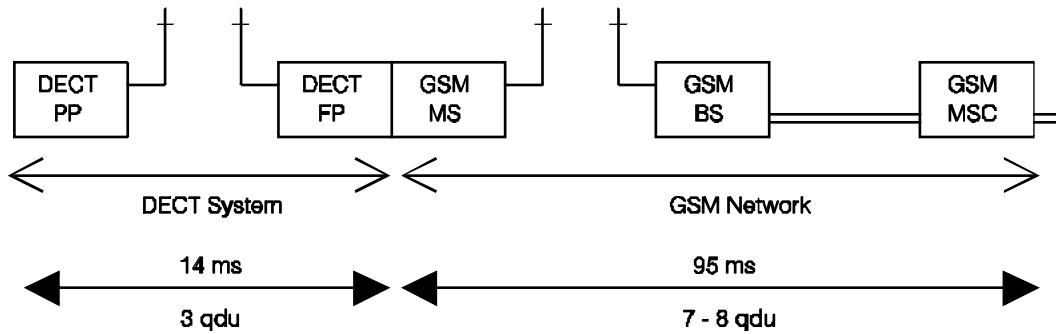 DECT
PP
DECT
FP
GSM
MS
GSM
BS
GSM
MSC
DECT System
GSM Network
14 ms
95 ms
3 qdu
7 - 8 qdu